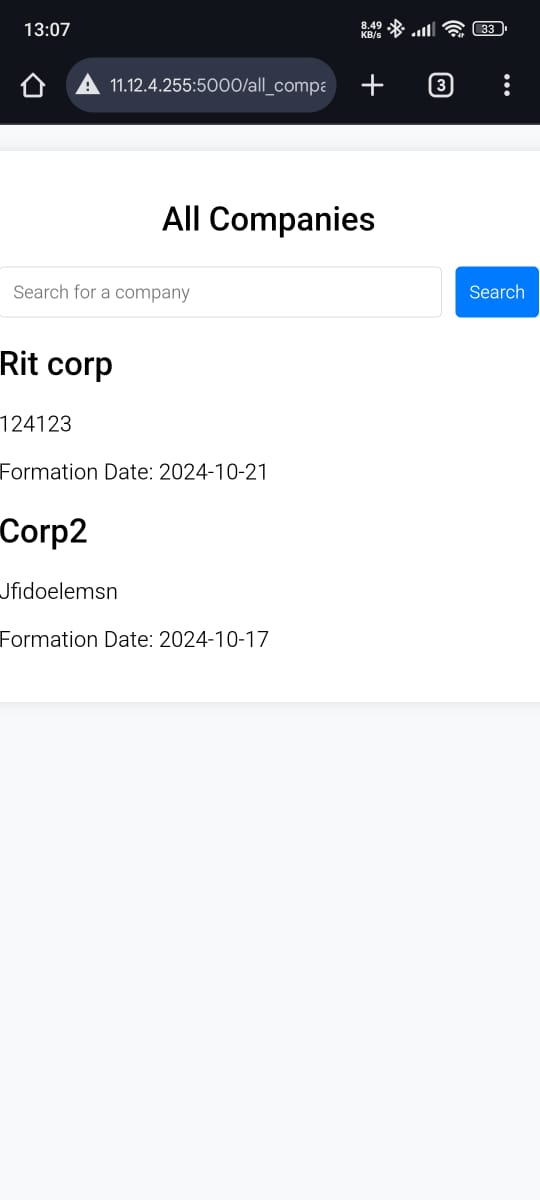 13:07
8.49
KB/s
33
11.12.4.255:5000/all_compa
3
All Companies
Search for a company
Search
Rit corp
124123
Formation Date: 2024-10-21
Corp2
Jfidoelemsn
Formation Date: 2024-10-17